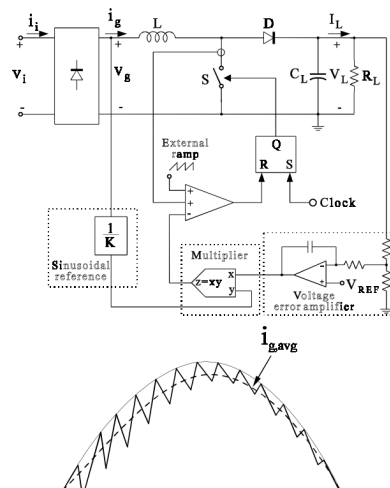 i_i i_g L D I_L
+ + + +
V_i V_g S C_L V_L R_L
- - -
Q
R S
External
ramp
+
+
-
Clock
1
K
Sinusoidal
reference
Multiplier
z=xy x
y
-
+
V_REF
Voltage
error amplifier
i_g,avg